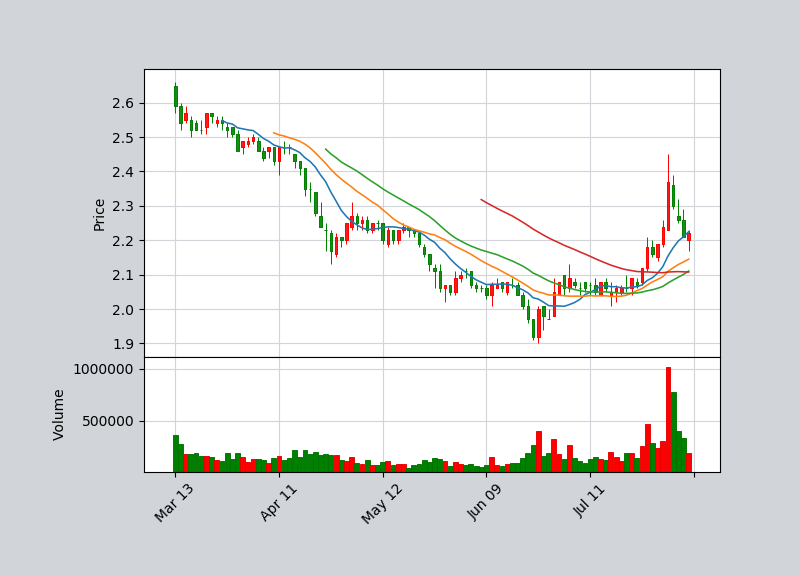 Price
2.6
2.5
2.4
2.3
2.2
2.1
2.0
1.9
Volume
1000000
500000
Mar 13
Apr 11
May 12
Jun 09
Jul 11